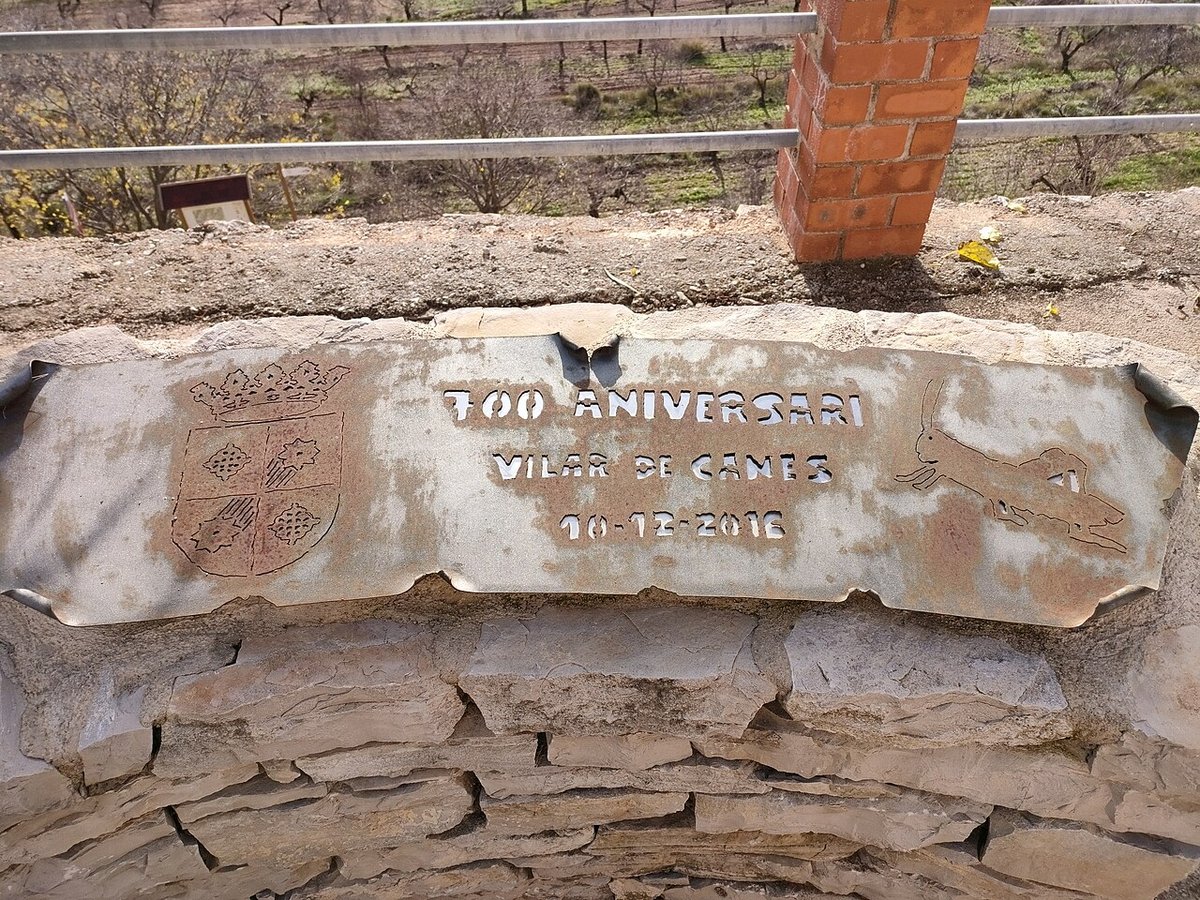 700 ANIVERSARI
VILAR DE CANES
10-12-2016